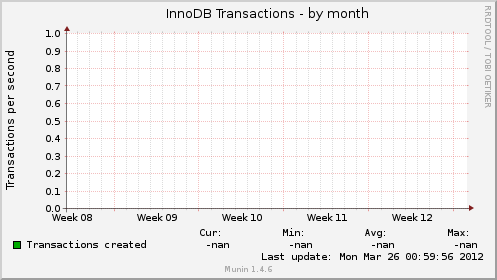 InnoDB Transactions - by month
RRDTOOL / TOBI OETIKER
Transactions per second
1.0
0.9
0.8
0.7
0.6
0.5
0.4
0.3
0.2
0.1
0.0
Week 08 Week 09 Week 10 Week 11 Week 12
Cur: Min: Avg: Max:
Transactions created -nan -nan -nan -nan
Last update: Mon Mar 26 00:59:56 2012
Munin 1.4.6